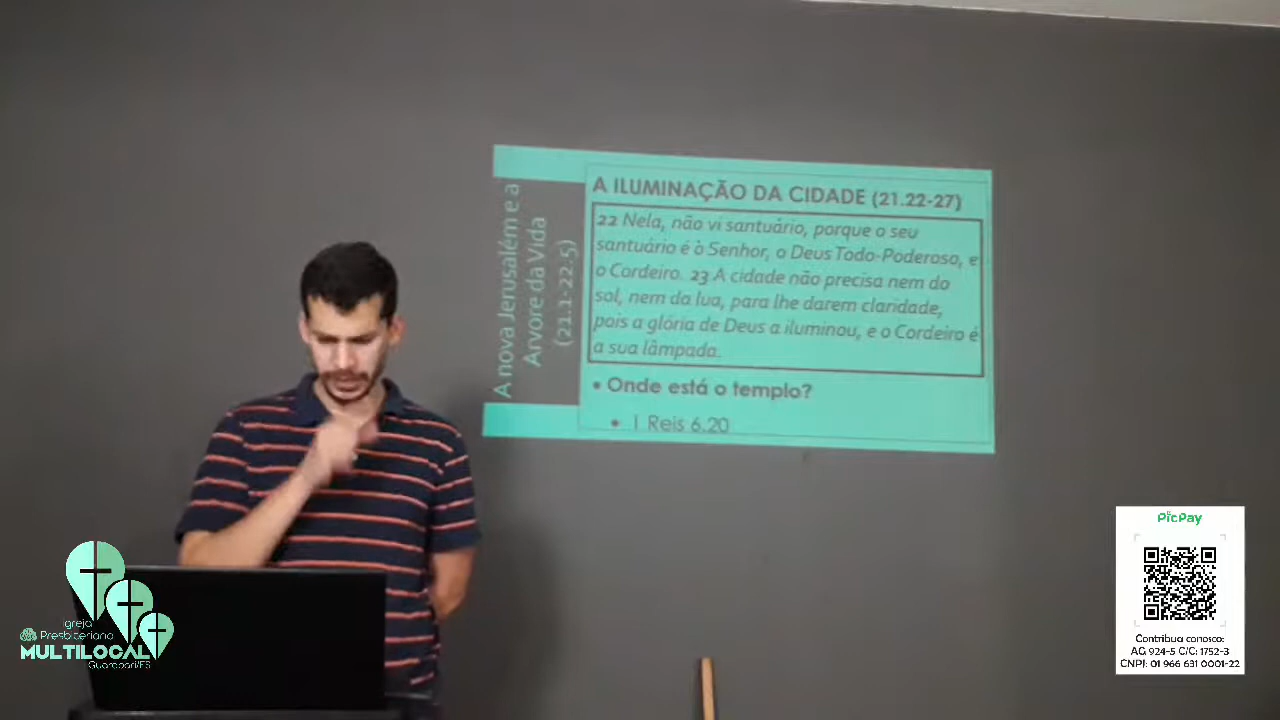 A nova Jerusalém e a
Árvore da Vida
(21.1-22.5)
A ILUMINAÇÃO DA CIDADE (21.22-27)
22 Nela, não vi santuário, porque o seu
santuário é o Senhor, o Deus Todo-Poderoso, e
o Cordeiro. 23 A cidade não precisa nem do
sol, nem da lua, para lhe darem claridade,
pois a glória de Deus a iluminou, e o Cordeiro é
a sua lâmpada.
• Onde está o templo?
• 1 Reis 6.20
Igreja
Presbiteriana
MULTILOCAL
Guarapari/ES
PicPay
Contribua conosco:
AG 924-5 C/C: 1752-3
CNPJ: 01 966 631 0001-22